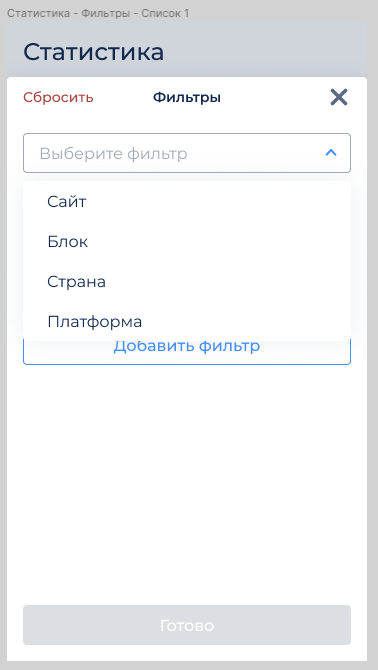 Статистика - Фильтры - Список 1
Статистика
Сбросить Фильтры
Выберите фильтр
Сайт
Блок
Страна
Платформа
Добавить фильтр
Готово